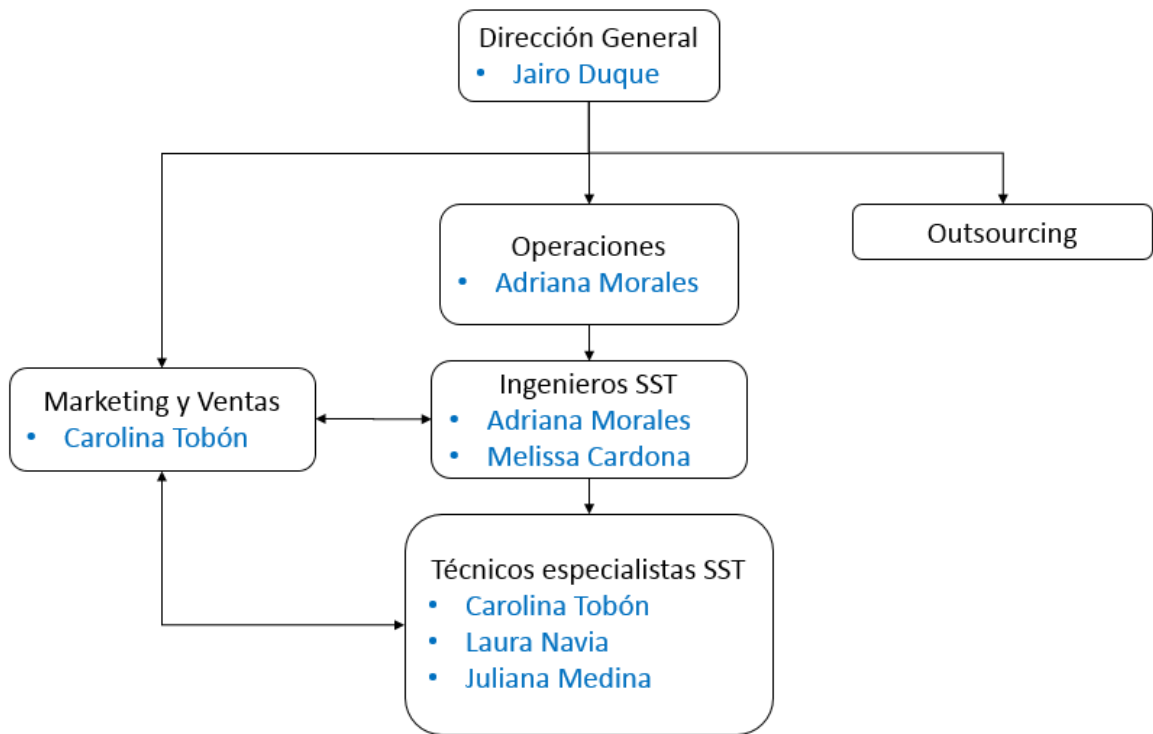 Dirección General
• Jairo Duque
Operaciones
• Adriana Morales
Outsourcing
Marketing y Ventas
• Carolina Tobón
Ingenieros SST
• Adriana Morales
• Melissa Cardona
Técnicos especialistas SST
• Carolina Tobón
• Laura Navia
• Juliana Medina